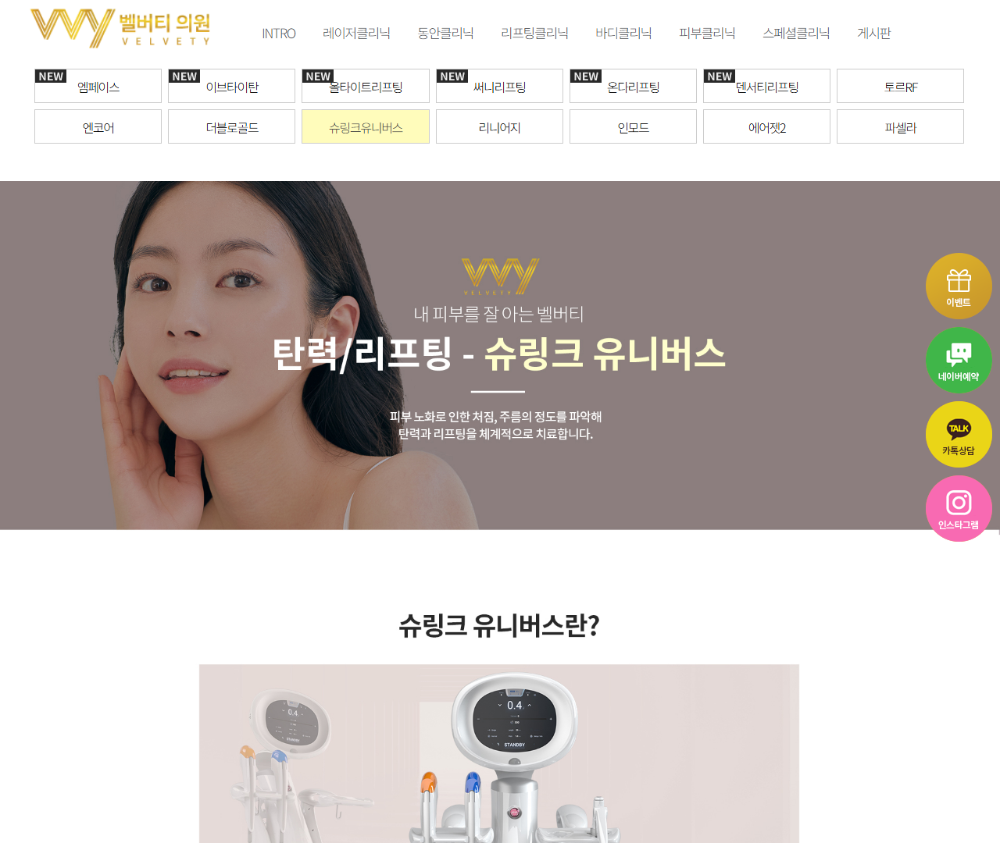 벨버티 의원
VELVETY
INTRO 레이저클리닉 동안클리닉 리프팅클리닉 바디클리닉 피부클리닉 스페셜클리닉 게시판
NEW 엠페이스
NEW 이브타이탄
NEW 올타이트리프팅
NEW 써니리프팅
NEW 온다리프팅
NEW 덴서티리프팅
토르RF
엔코어
더블로골드
슈링크유니버스
리니어지
인모드
에어젯2
파셀라
VELVETY
내 피부를 잘 아는 벨버티
탄력/리프팅 - 슈링크 유니버스
피부 노화로 인한 처짐, 주름의 정도를 파악해
탄력과 리프팅을 체계적으로 치료합니다.
이벤트
네이버예약
TALK
카톡상담
인스타그램
슈링크 유니버스란?
0.4
STANDBY
0.4
STANDBY